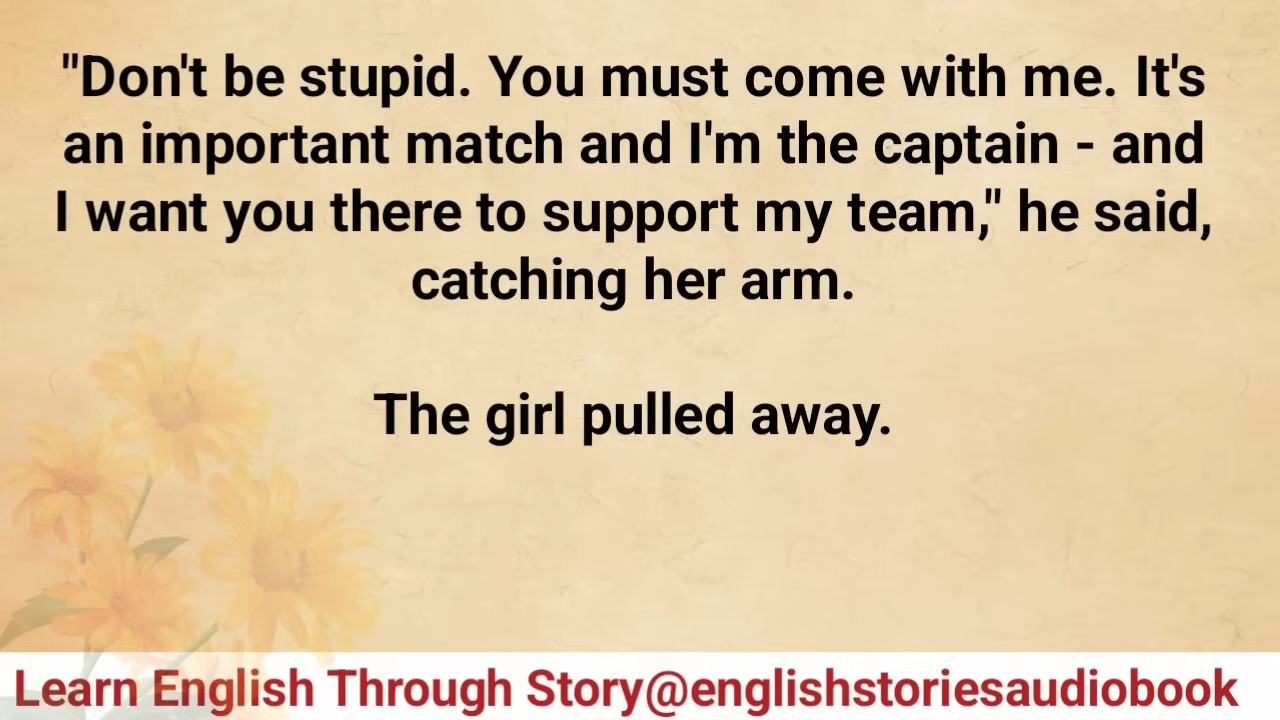 "Don't be stupid. You must come with me. It's
an important match and I'm the captain - and
I want you there to support my team," he said,
catching her arm.
The girl pulled away.
Learn English Through Story@englishstoriesaudiobook